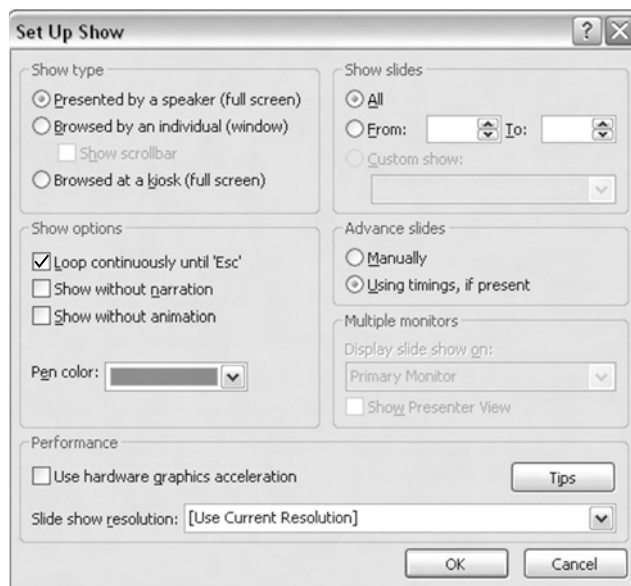 Set Up Show
Show type
Presented by a speaker (full screen)
Browsed by an individual (window)
Show scrollbar
Browsed at a kiosk (full screen)
Show slides
All
From: To:
Custom show:
Show options
Loop continuously until 'Esc'
Show without narration
Show without animation
Pen color:
Advance slides
Manually
Using timings, if present
Multiple monitors
Display slide show on:
Primary Monitor
Show Presenter View
Performance
Use hardware graphics acceleration
Tips
Slide show resolution: [Use Current Resolution]
OK Cancel